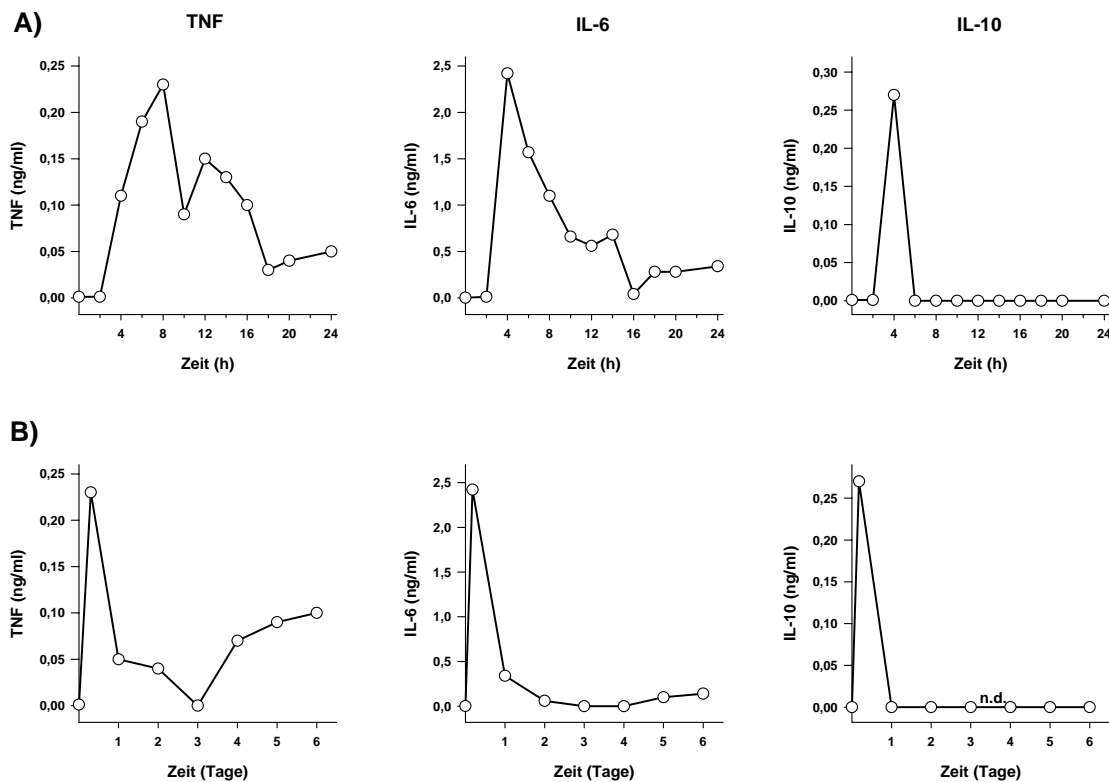 A)
TNF
IL-6
IL-10
0,25
0,20
0,15
0,10
0,05
0,00
TNF (ng/ml)
4 8 12 16 20 24
Zeit (h)
2,5
2,0
1,5
1,0
0,5
0,0
IL-6 (ng/ml)
4 8 12 16 20 24
Zeit (h)
0,30
0,25
0,20
0,15
0,10
0,05
0,00
IL-10 (ng/ml)
4 8 12 16 20 24
Zeit (h)
B)
0,25
0,20
0,15
0,10
0,05
0,00
TNF (ng/ml)
1 2 3 4 5 6
Zeit (Tage)
2,5
2,0
1,5
1,0
0,5
0,0
IL-6 (ng/ml)
1 2 3 4 5 6
Zeit (Tage)
0,25
0,20
0,15
0,10
0,05
0,00
IL-10 (ng/ml)
n.d.
1 2 3 4 5 6
Zeit (Tage)